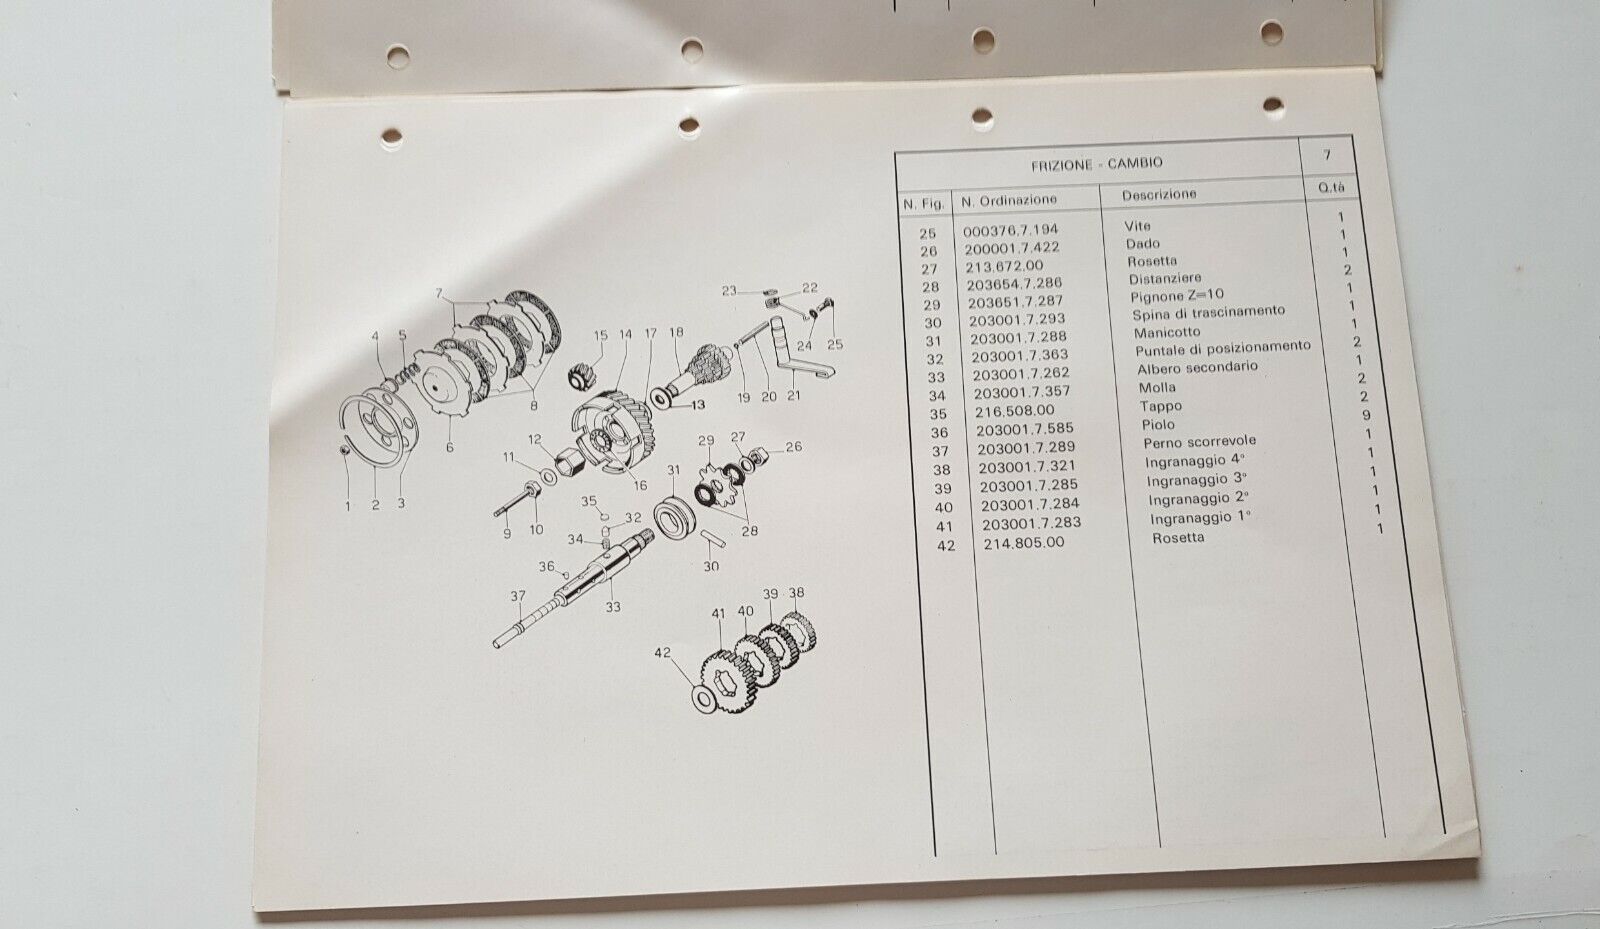 FRIZIONE - CAMBIO 7
N. Fig. N. Ordinazione Descrizione Q.tà
25 000376.7.194 Vite 1
26 200001.7.422 Dado 1
27 213.672.00 Rosetta 1
28 203654.7.286 Distanziere 2
29 203651.7.287 Pignone Z=10 1
30 203001.7.293 Spina di trascinamento 1
31 203001.7.288 Manicotto 1
32 203001.7.363 Puntale di posizionamento 2
33 203001.7.262 Albero secondario 1
34 203001.7.357 Molla 2
35 216.508.00 Tappo 2
36 203001.7.585 Piolo 9
37 203001.7.289 Perno scorrevole 1
38 203001.7.321 Ingranaggio 4° 1
39 203001.7.285 Ingranaggio 3° 1
40 203001.7.284 Ingranaggio 2° 1
41 203001.7.283 Ingranaggio 1° 1
42 214.805.00 Rosetta 1
7 23 22
4 5 15 14 17 18 24 25
8 13 19 20 21
6 12
11 29 27 26
1 2 3 16 31
9 10 35 32 28
34 30
36
37 33
41 40 39 38
42